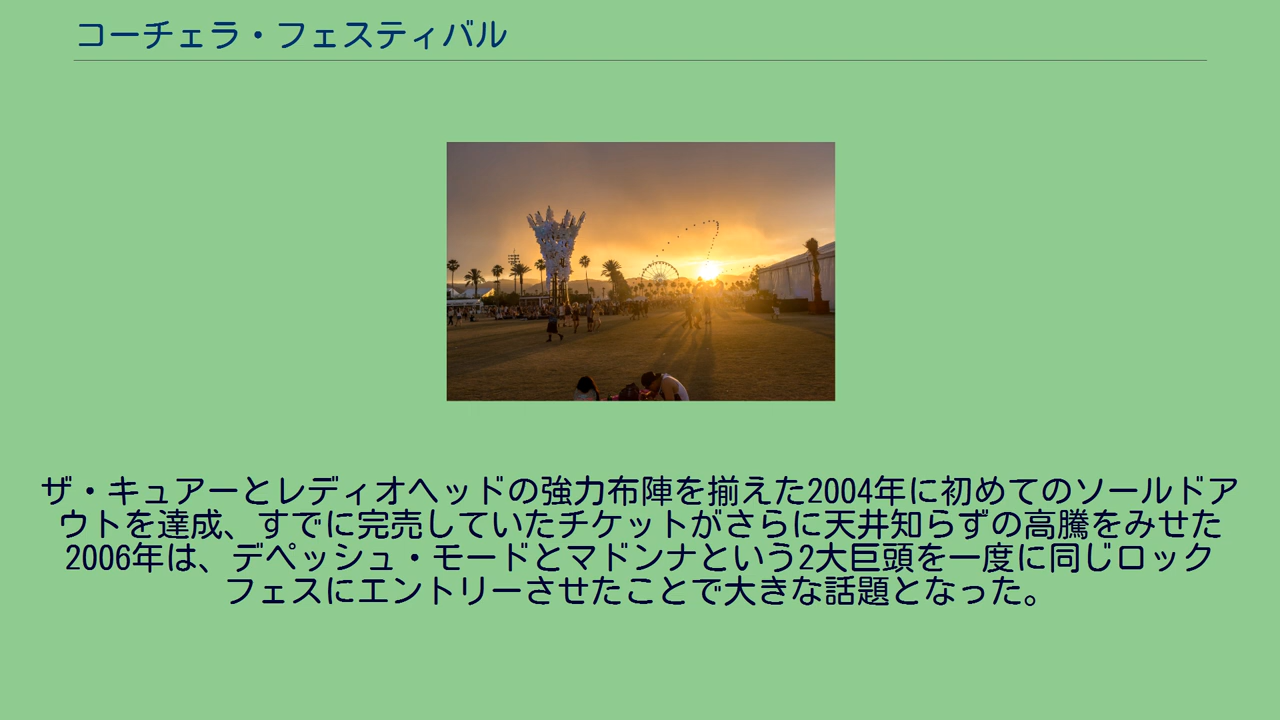 コーチェラ・フェスティバル
ザ・キュアーとレディオヘッドの強力布陣を揃えた2004年に初めてのソールドア
ウトを達成、すでに完売していたチケットがさらに天井知らずの高騰をみせた
2006年は、デペッシュ・モードとマドンナという2大巨頭を一度に同じロック
フェスにエントリーさせたことで大きな話題となった。